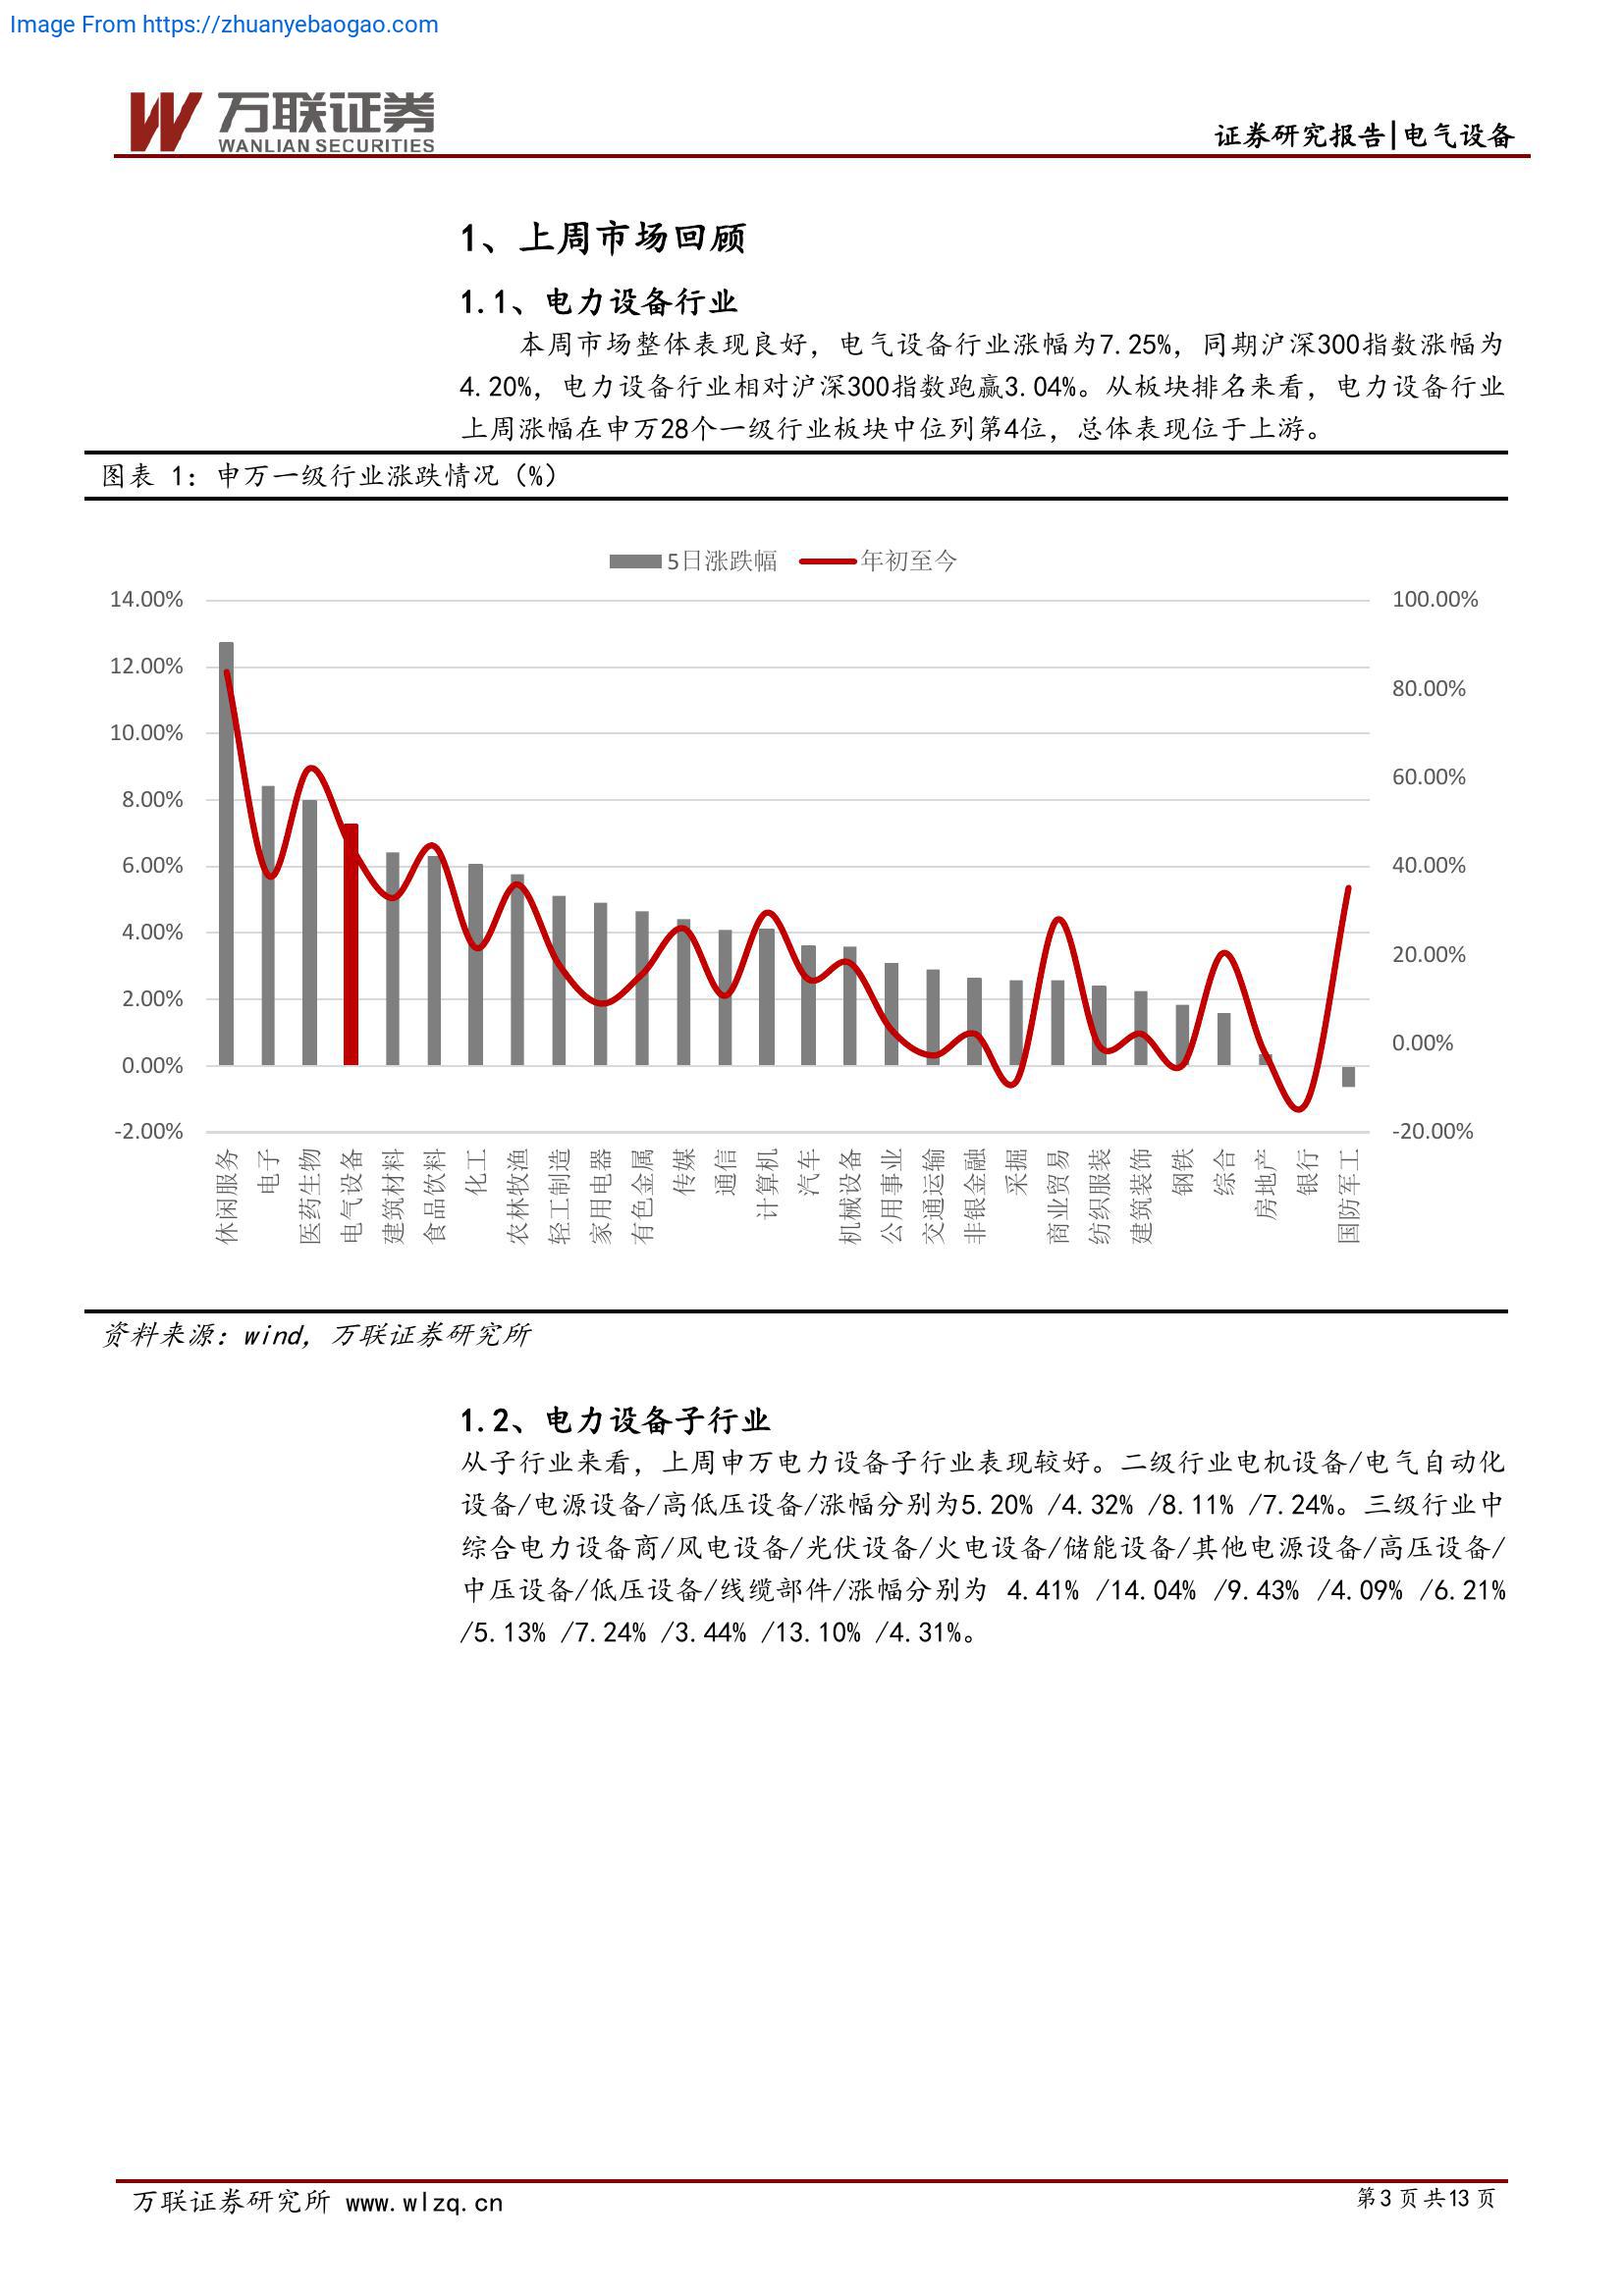 Image From https://zhuanyebaogao.com
万联证券
WANLIAN SECURITIES
证券研究报告|电气设备
1、上周市场回顾
1.1、电力设备行业
本周市场整体表现良好，电气设备行业涨幅为7.25%，同期沪深300指数涨幅为
4.20%，电力设备行业相对沪深300指数跑赢3.04%。从板块排名来看，电力设备行业
上周涨幅在申万28个一级行业板块中位列第4位，总体表现位于上游。
图表 1：申万一级行业涨跌情况（%）
5日涨跌幅 年初至今
14.00%
12.00%
10.00%
8.00%
6.00%
4.00%
2.00%
0.00%
-2.00%
100.00%
80.00%
60.00%
40.00%
20.00%
0.00%
-20.00%
休闲服务
电子
医药生物
电气设备
建筑材料
食品饮料
化工
农林牧渔
轻工制造
家用电器
有色金属
传媒
通信
计算机
汽车
机械设备
公用事业
交通运输
非银金融
采掘
商业贸易
纺织服装
建筑装饰
钢铁
综合
房地产
银行
国防军工
资料来源：wind，万联证券研究所
1.2、电力设备子行业
从子行业来看，上周申万电力设备子行业表现较好。二级行业电机设备/电气自动化
设备/电源设备/高低压设备/涨幅分别为5.20% /4.32% /8.11% /7.24%。三级行业中
综合电力设备商/风电设备/光伏设备/火电设备/储能设备/其他电源设备/高压设备/
中压设备/低压设备/线缆部件/涨幅分别为 4.41% /14.04% /9.43% /4.09% /6.21%
/5.13% /7.24% /3.44% /13.10% /4.31%。
万联证券研究所 www.wlzq.cn
第 3 页 共 13 页